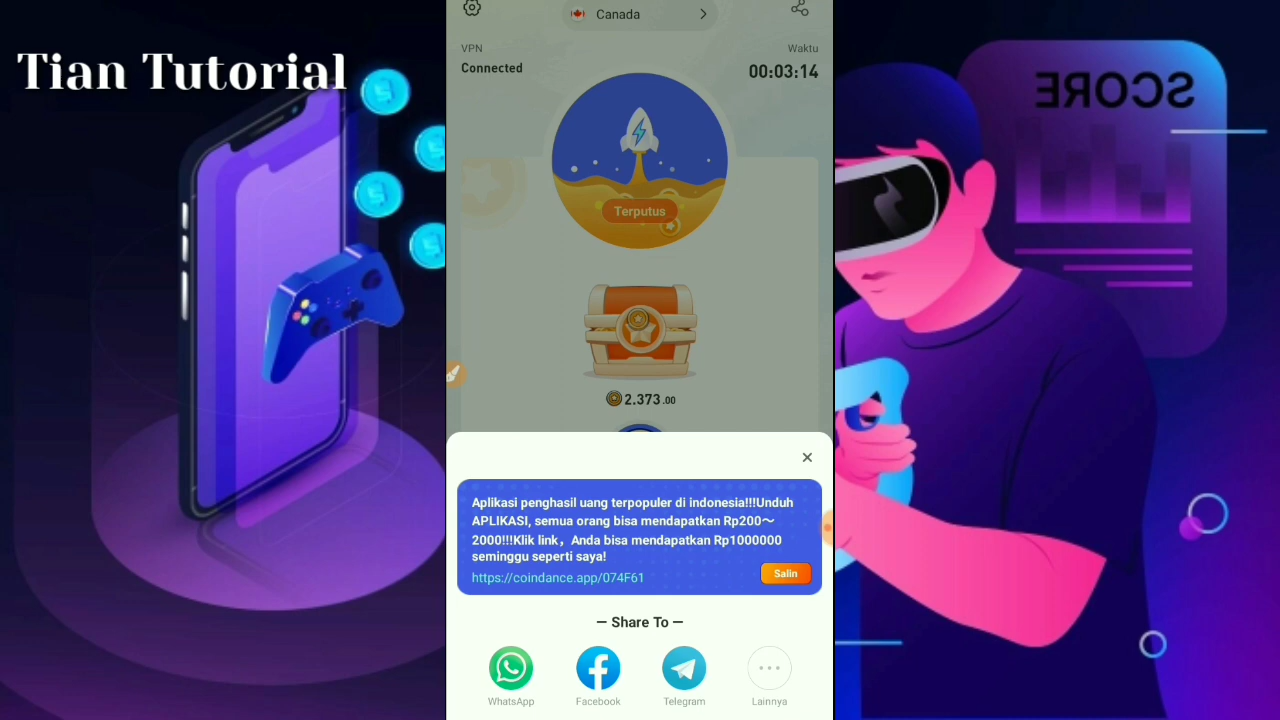 Tian Tutorial
Canada
VPN
Waktu
Connected
00:03:14
SCORE
Terputus
2.373.00
Aplikasi penghasil uang terpopuler di indonesia!!!Unduh
APLIKASI, semua orang bisa mendapatkan Rp200～
2000!!!Klik link，Anda bisa mendapatkan Rp1000000
seminggu seperti saya!
https://coindance.app/074F61
Salin
— Share To —
WhatsApp
Facebook
Telegram
Lainnya